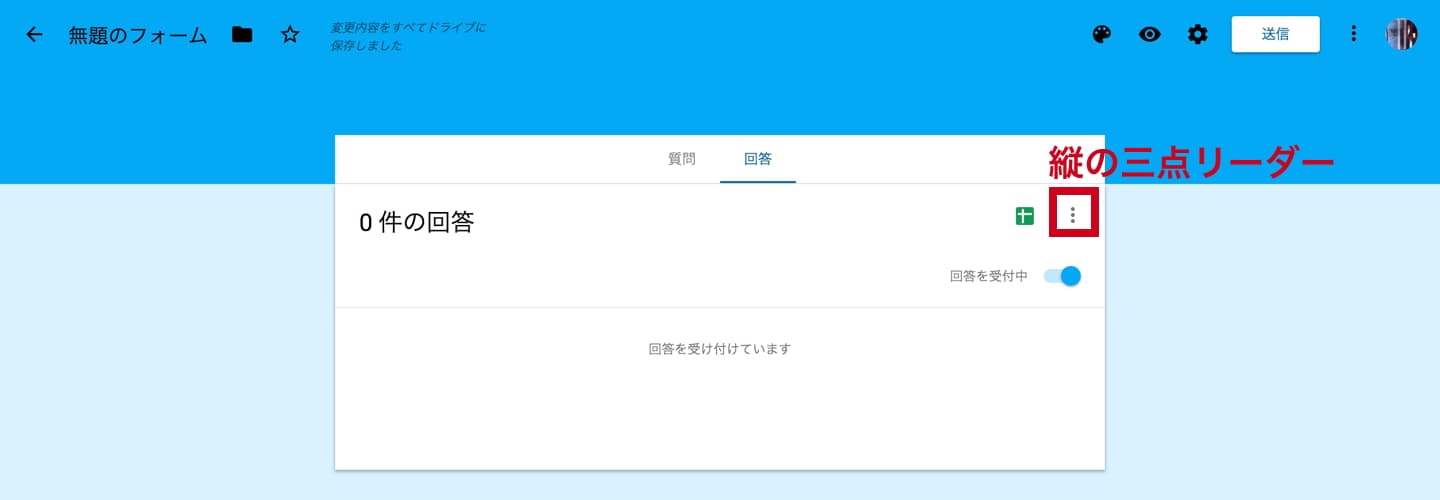 無題のフォーム
変更内容をすべてドライブに
保存しました
送信
質問
回答
縦の三点リーダー
0 件の回答
回答を受付中
回答を受け付けています